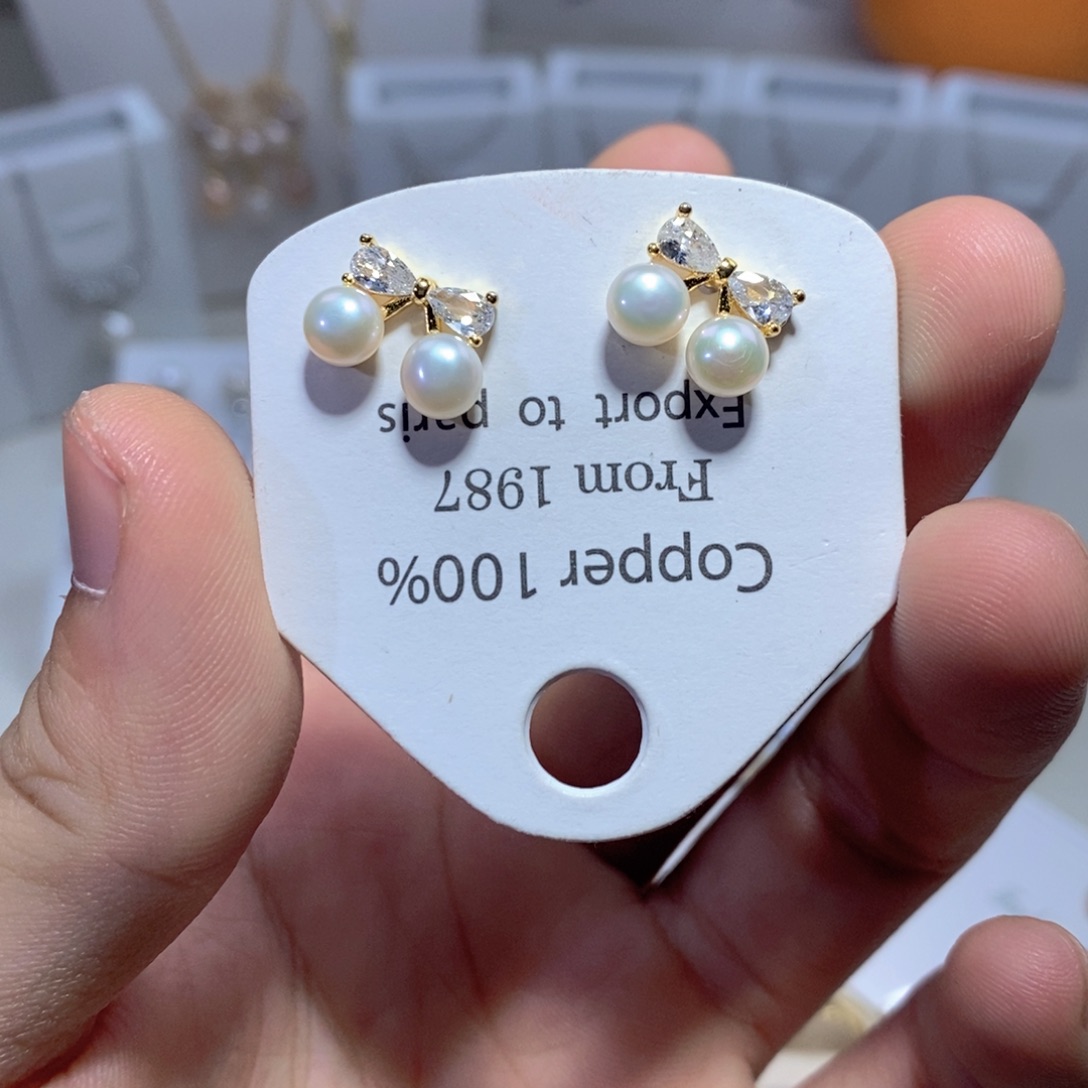 Copper 100%
From 1987
Export to paris